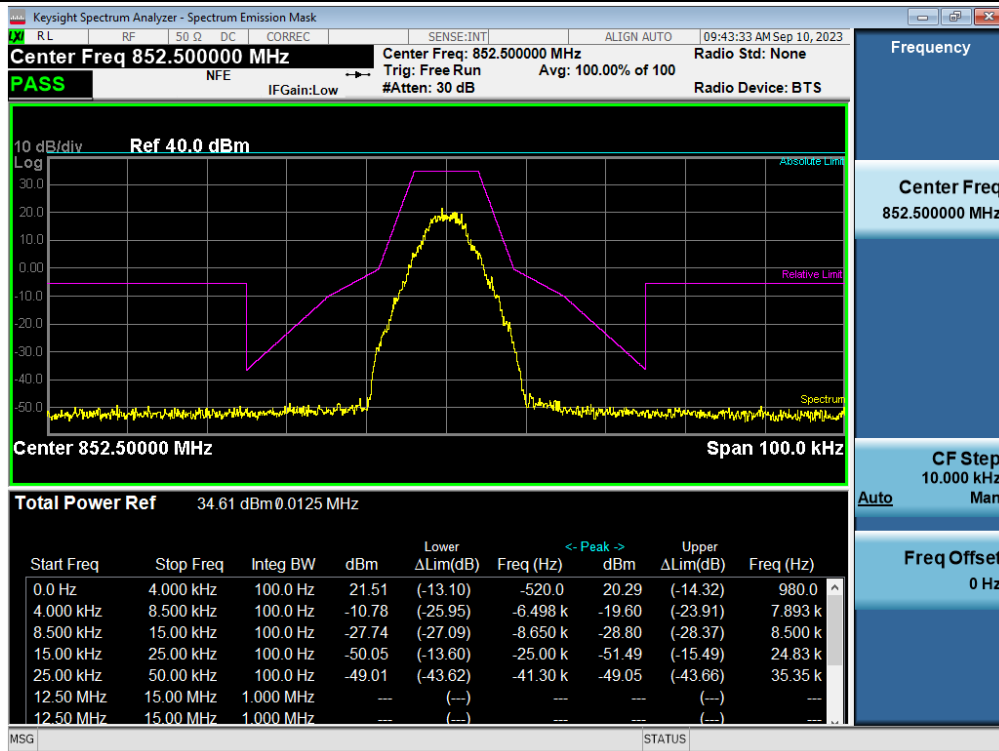 Keysight Spectrum Analyzer - Spectrum Emission Mask
LXI RL RF 50 Ω DC CORREC SENSE:INT ALIGN AUTO 09:43:33 AM Sep 10, 2023
Center Freq 852.500000 MHz Center Freq: 852.500000 MHz Radio Std: None
NFE Trig: Free Run Avg: 100.00% of 100
PASS IFGain:Low #Atten: 30 dB Radio Device: BTS
Frequency
10 dB/div Ref 40.0 dBm
Log Absolute Limit
30.0
20.0
10.0
0.00
Relative Limit
-10.0
-20.0
-30.0
-40.0
-50.0
Spectrum
Center 852.50000 MHz Span 100.0 kHz
Center Freq
852.500000 MHz
CF Step
10.000 kHz
Auto Man
Freq Offset
0 Hz
Total Power Ref 34.61 dBm/0.0125 MHz
Lower <- Peak -> Upper
Start Freq Stop Freq Integ BW dBm ΔLim(dB) Freq (Hz) dBm ΔLim(dB) Freq (Hz)
0.0 Hz 4.000 kHz 100.0 Hz 21.51 (-13.10) -520.0 20.29 (-14.32) 980.0
4.000 kHz 8.500 kHz 100.0 Hz -10.78 (-25.95) -6.498 k -19.60 (-23.91) 7.893 k
8.500 kHz 15.00 kHz 100.0 Hz -27.74 (-27.09) -8.650 k -28.80 (-28.37) 8.500 k
15.00 kHz 25.00 kHz 100.0 Hz -50.05 (-13.60) -25.00 k -51.49 (-15.49) 24.83 k
25.00 kHz 50.00 kHz 100.0 Hz -49.01 (-43.62) -41.30 k -49.05 (-43.66) 35.35 k
12.50 MHz 15.00 MHz 1.000 MHz --- (---) --- --- (---) ---
12.50 MHz 15.00 MHz 1.000 MHz --- (---) --- --- (---) ---
MSG STATUS